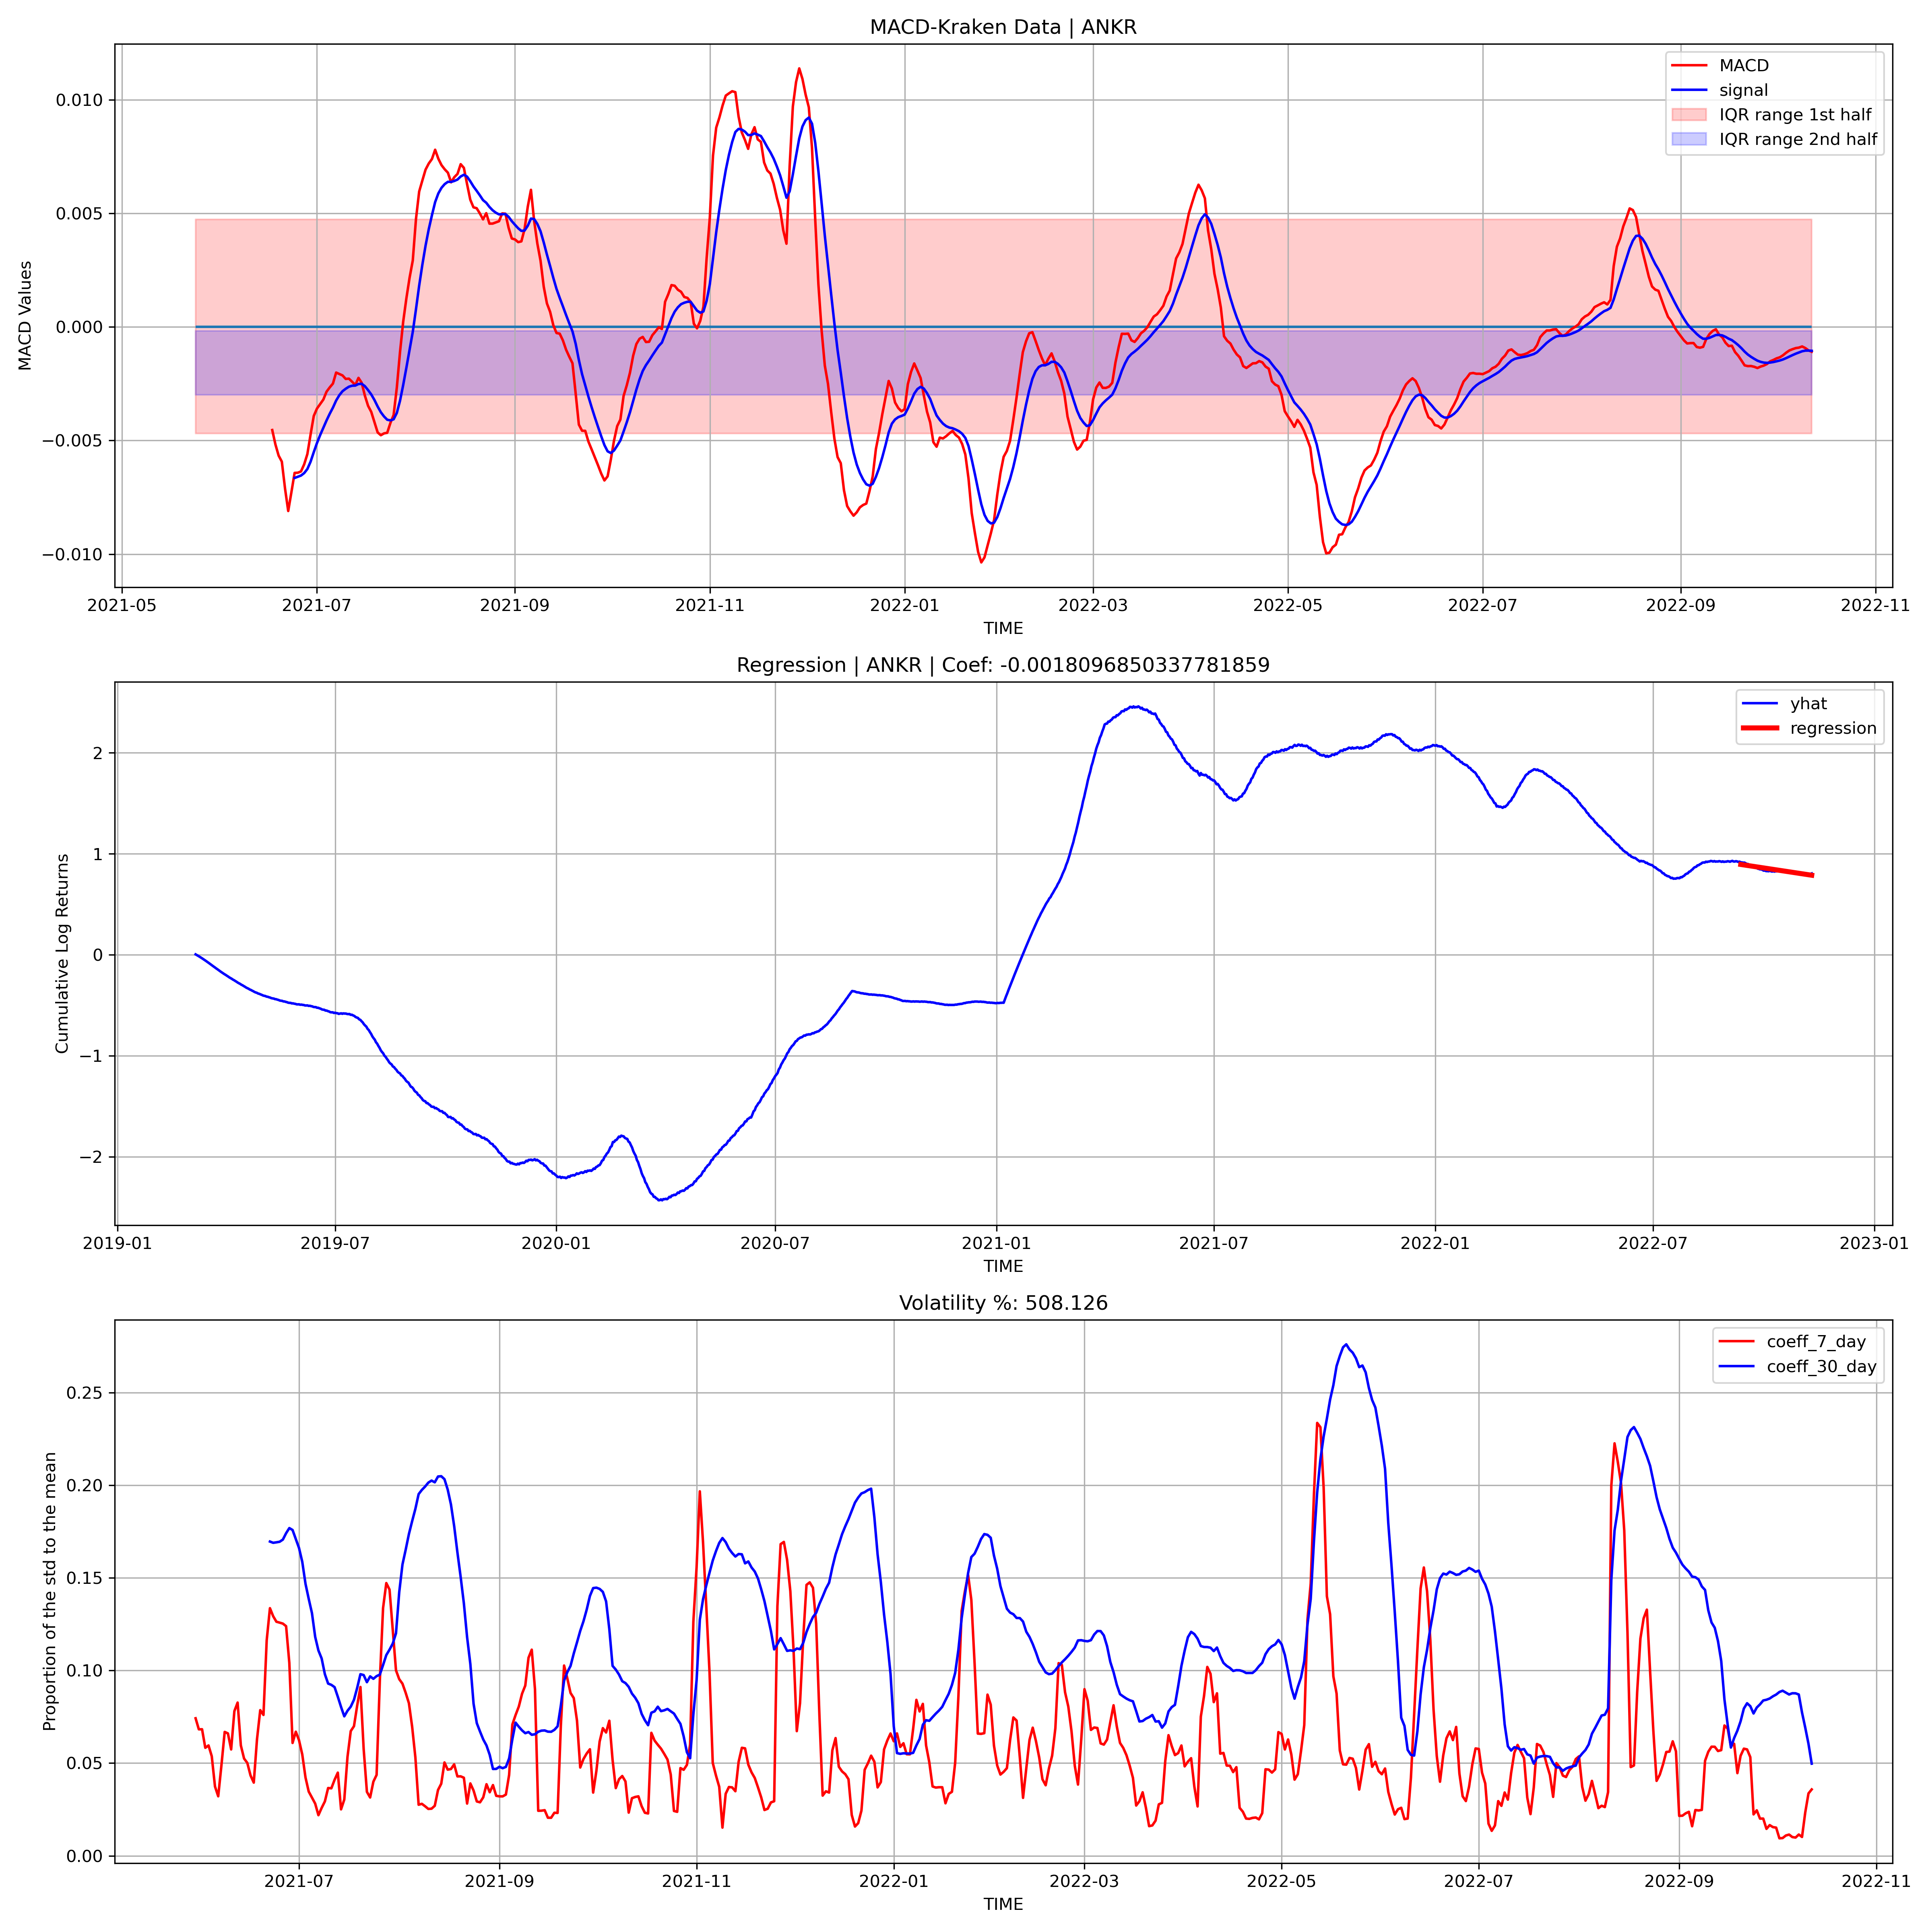 MACD-Kraken Data | ANKR
MACD
signal
IQR range 1st half
IQR range 2nd half
MACD Values
0.010
0.005
0.000
−0.005
−0.010
2021-05 2021-07 2021-09 2021-11 2022-01 2022-03 2022-05 2022-07 2022-09 2022-11
TIME
Regression | ANKR | Coef: -0.0018096850337781859
yhat
regression
Cumulative Log Returns
2
1
0
−1
−2
2019-01 2019-07 2020-01 2020-07 2021-01 2021-07 2022-01 2022-07 2023-01
TIME
Volatility %: 508.126
coeff_7_day
coeff_30_day
Proportion of the std to the mean
0.25
0.20
0.15
0.10
0.05
0.00
2021-07 2021-09 2021-11 2022-01 2022-03 2022-05 2022-07 2022-09 2022-11
TIME